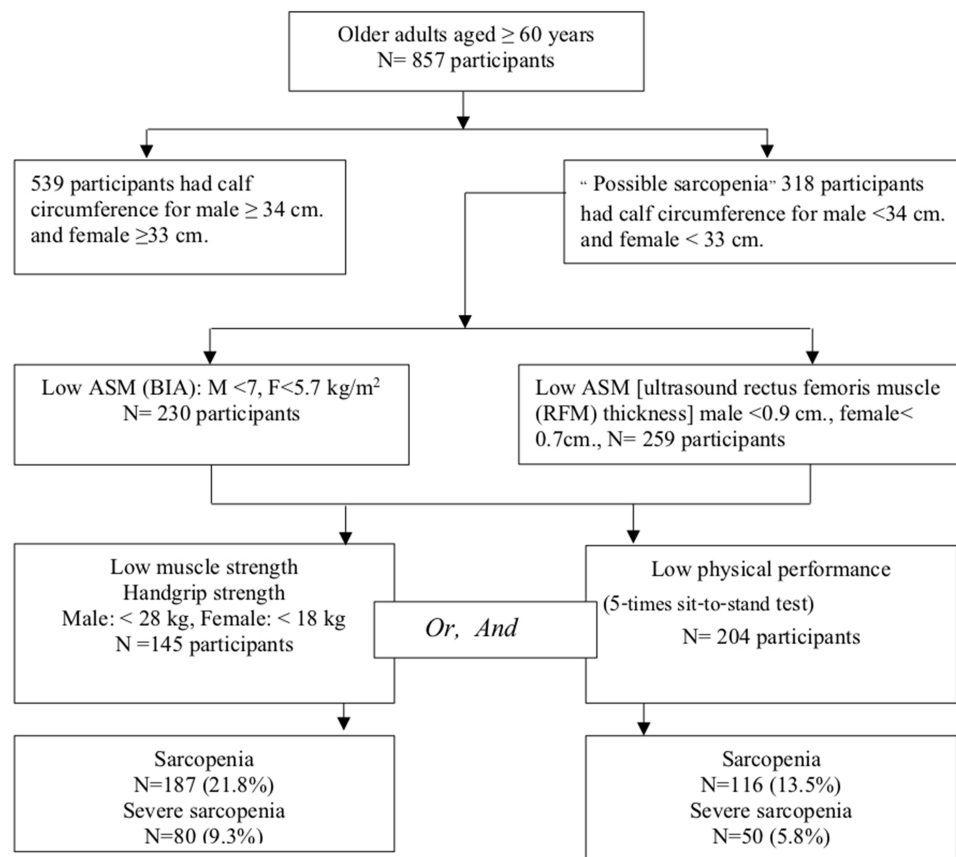 Older adults aged ≥ 60 years
N= 857 participants
539 participants had calf
circumference for male ≥ 34 cm.
and female ≥33 cm.
“ Possible sarcopenia” 318 participants
had calf circumference for male <34 cm.
and female < 33 cm.
Low ASM (BIA): M <7, F<5.7 kg/m²
N= 230 participants
Low ASM [ultrasound rectus femoris muscle
(RFM) thickness] male <0.9 cm., female<
0.7cm., N= 259 participants
Low muscle strength
Handgrip strength
Male: < 28 kg, Female: < 18 kg
N =145 participants
Or, And
Low physical performance
(5-times sit-to-stand test)
N= 204 participants
Sarcopenia
N=187 (21.8%)
Severe sarcopenia
N=80 (9.3%)
Sarcopenia
N=116 (13.5%)
Severe sarcopenia
N=50 (5.8%)